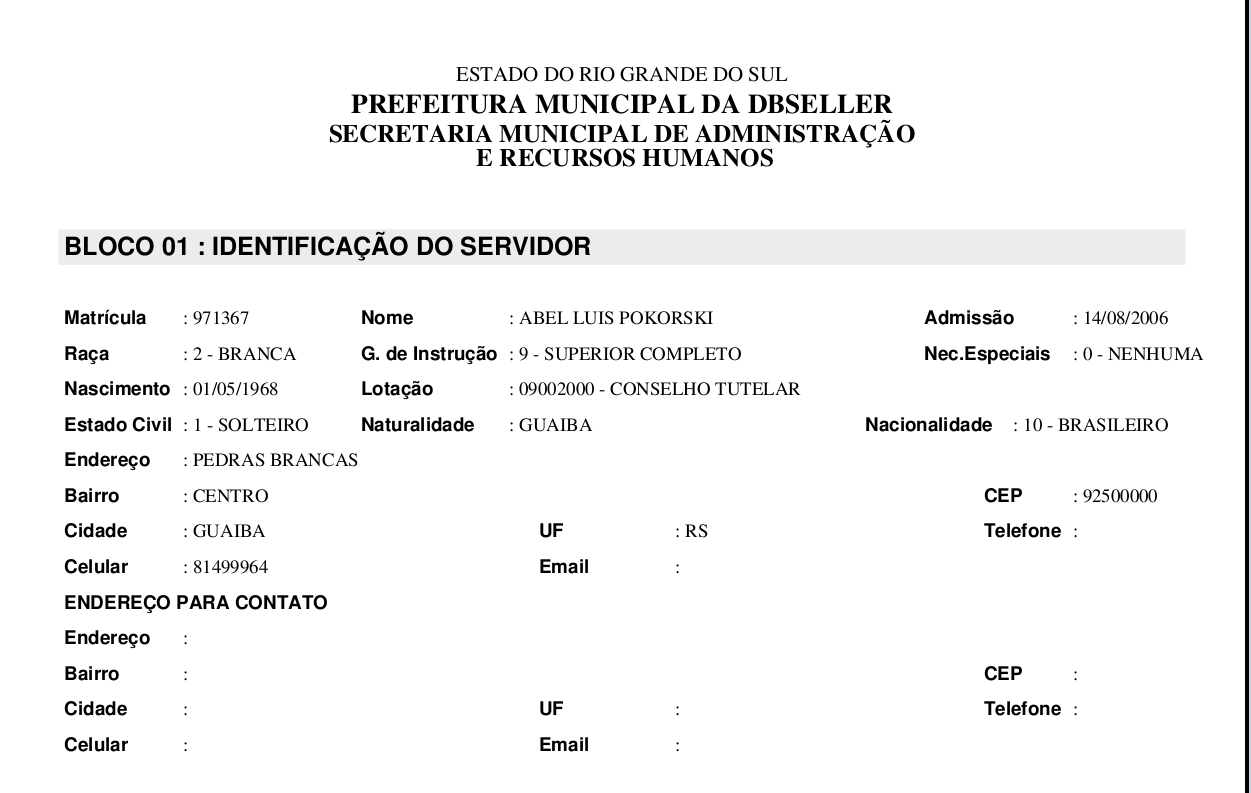 ESTADO DO RIO GRANDE DO SUL
PREFEITURA MUNICIPAL DA DBSELLER
SECRETARIA MUNICIPAL DE ADMINISTRAÇÃO
E RECURSOS HUMANOS
BLOCO 01 : IDENTIFICAÇÃO DO SERVIDOR
Matrícula : 971367 Nome : ABEL LUIS POKORSKI Admissão : 14/08/2006
Raça : 2 - BRANCA G. de Instrução : 9 - SUPERIOR COMPLETO Nec.Especiais : 0 - NENHUMA
Nascimento : 01/05/1968 Lotação : 09002000 - CONSELHO TUTELAR
Estado Civil : 1 - SOLTEIRO Naturalidade : GUAIBA Nacionalidade : 10 - BRASILEIRO
Endereço : PEDRAS BRANCAS
Bairro : CENTRO CEP : 92500000
Cidade : GUAIBA UF : RS Telefone :
Celular : 81499964 Email :
ENDEREÇO PARA CONTATO
Endereço :
Bairro : CEP :
Cidade : UF : Telefone :
Celular : Email :